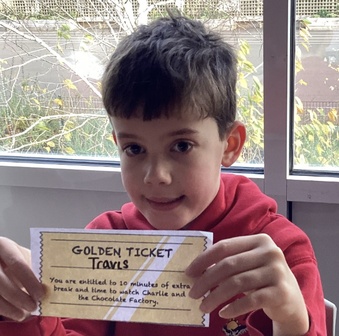 GOLDEN TICKET
Travis
You are entitled to 10 minutes of extra
break and time to watch Charlie and
the Chocolate Factory.